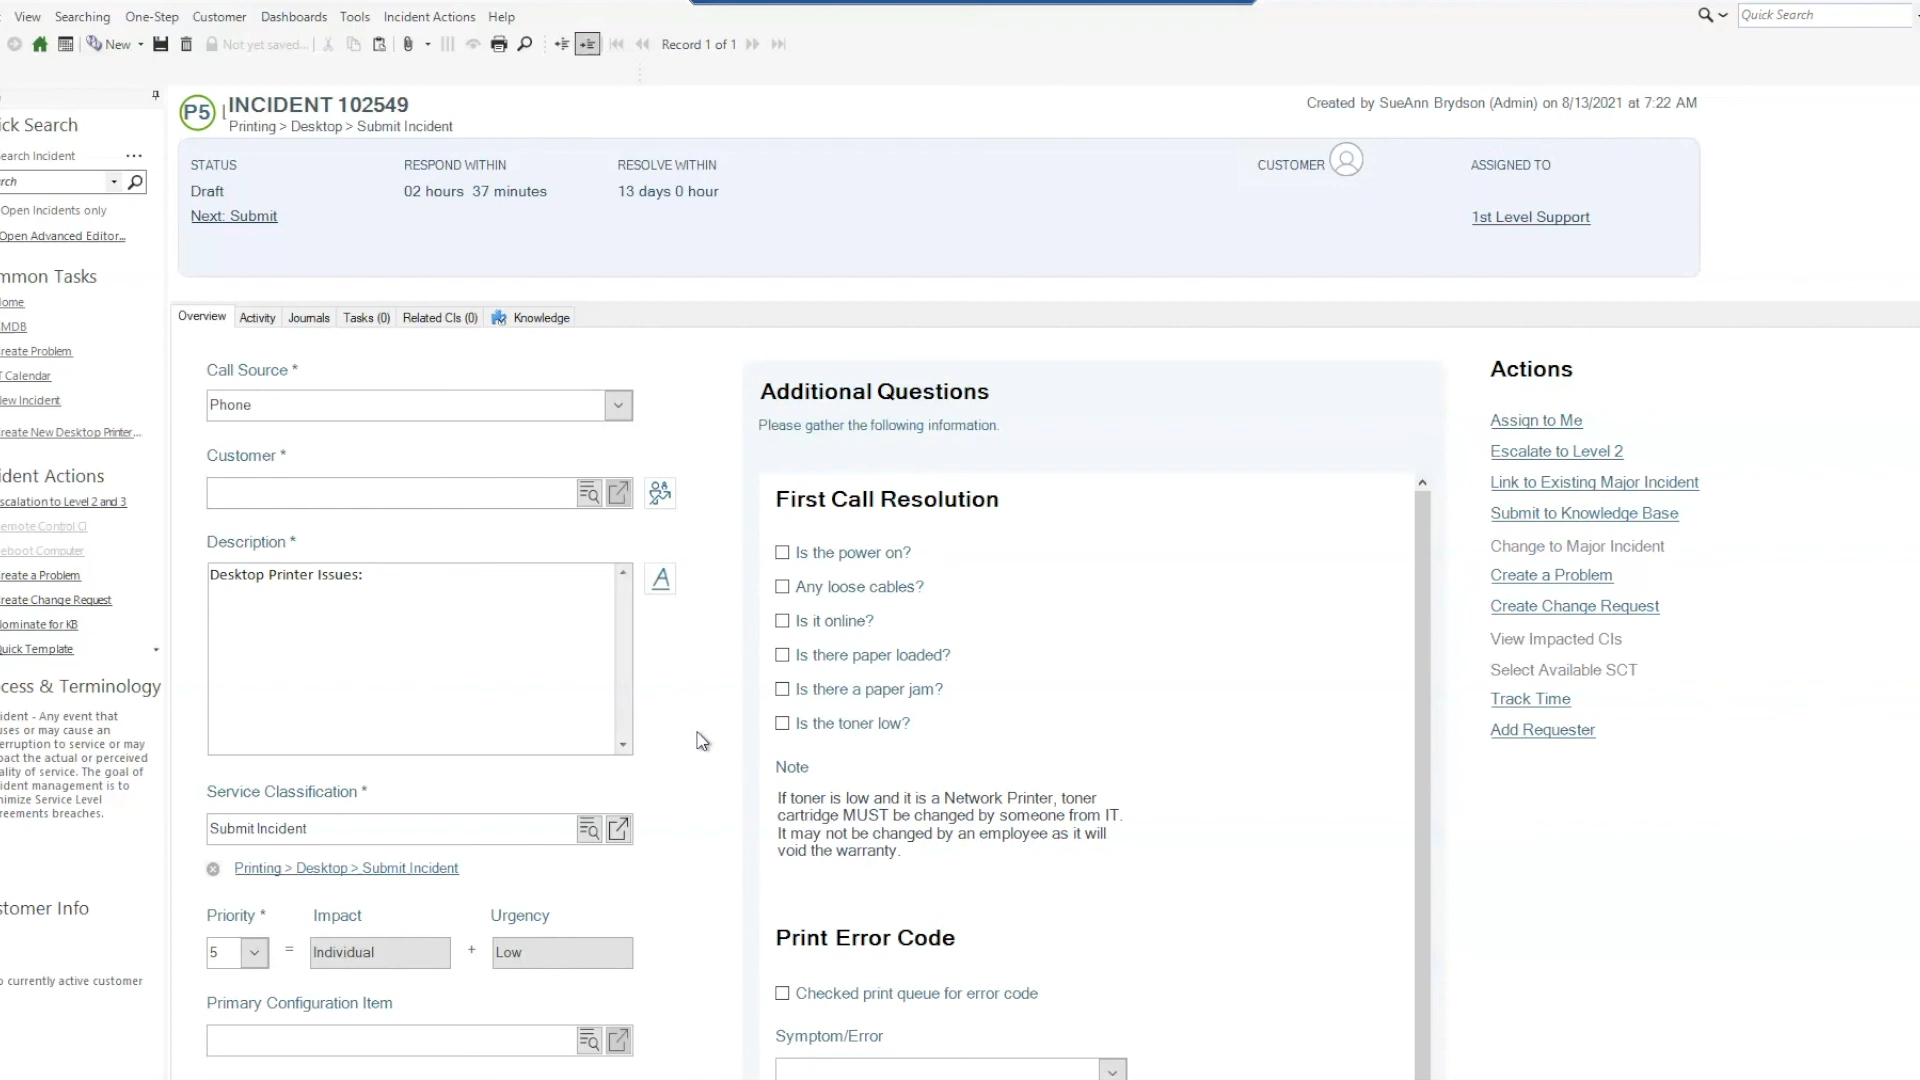 View Searching One-Step Customer Dashboards Tools Incident Actions Help
Quick Search
New Not yet saved... Record 1 of 1
P5 INCIDENT 102549
Printing > Desktop > Submit Incident
Created by SueAnn Brydson (Admin) on 8/13/2021 at 7:22 AM
STATUS RESPOND WITHIN RESOLVE WITHIN CUSTOMER ASSIGNED TO
Draft 02 hours 37 minutes 13 days 0 hour
Next: Submit 1st Level Support
ick Search
earch Incident ...
rch
Open Incidents only
Open Advanced Editor...
mmon Tasks
ome
MDB
reate Problem
T Calendar
ew Incident
reate New Desktop Printer...
ident Actions
scalation to Level 2 and 3
emote Control CI
eboot Computer
reate a Problem
reate Change Request
ominate for KB
uick Template
cess & Terminology
ident - Any event that
uses or may cause an
erruption to service or may
pact the actual or perceived
ality of service. The goal of
ident management is to
nimize Service Level
reements breaches.
stomer Info
o currently active customer
Overview Activity Journals Tasks (0) Related CIs (0) Knowledge
Call Source *
Phone
Customer *
Description *
Desktop Printer Issues:
A
Service Classification *
Submit Incident
Printing > Desktop > Submit Incident
Priority * Impact Urgency
5 = Individual + Low
Primary Configuration Item
Additional Questions
Please gather the following information.
First Call Resolution
Is the power on?
Any loose cables?
Is it online?
Is there paper loaded?
Is there a paper jam?
Is the toner low?
Note
If toner is low and it is a Network Printer, toner
cartridge MUST be changed by someone from IT.
It may not be changed by an employee as it will
void the warranty.
Print Error Code
Checked print queue for error code
Symptom/Error
Actions
Assign to Me
Escalate to Level 2
Link to Existing Major Incident
Submit to Knowledge Base
Change to Major Incident
Create a Problem
Create Change Request
View Impacted CIs
Select Available SCT
Track Time
Add Requester